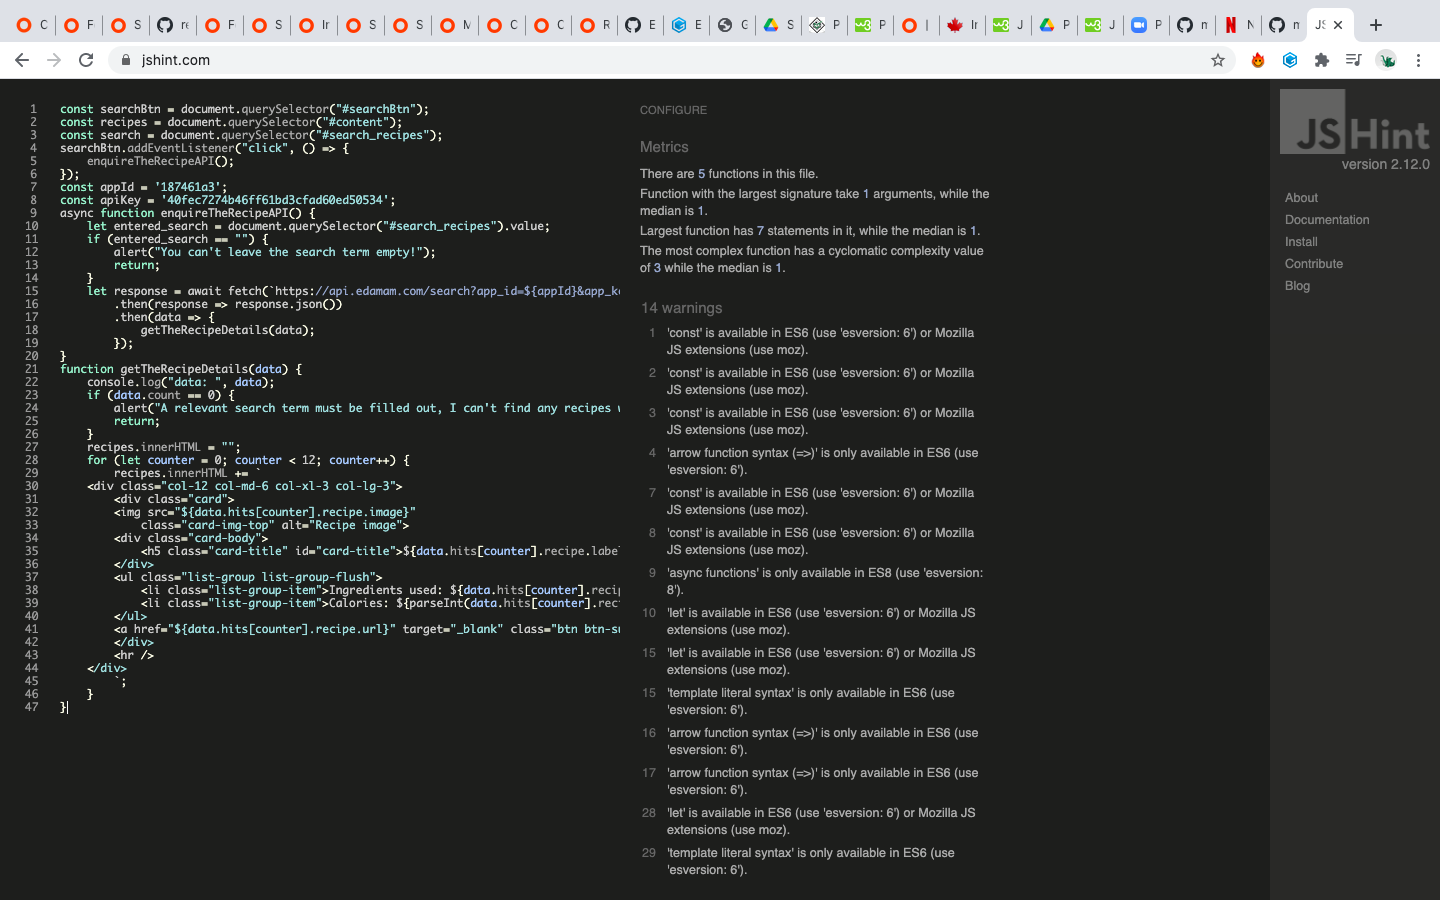 jshint.com
1 const searchBtn = document.querySelector("#searchBtn");
2 const recipes = document.querySelector("#content");
3 const search = document.querySelector("#search_recipes");
4 searchBtn.addEventListener("click", () => {
5 enquireTheRecipeAPI();
6 });
7 const appId = '187461a3';
8 const apiKey = '40fec7274b46ff61bd3cfad60ed50534';
9 async function enquireTheRecipeAPI() {
10 let entered_search = document.querySelector("#search_recipes").value;
11 if (entered_search == "") {
12 alert("You can't leave the search term empty!");
13 return;
14 }
15 let response = await fetch(`https://api.edamam.com/search?app_id=${appId}&app_k
16 .then(response => response.json())
17 .then(data => {
18 getTheRecipeDetails(data);
19 });
20 }
21 function getTheRecipeDetails(data) {
22 console.log("data: ", data);
23 if (data.count == 0) {
24 alert("A relevant search term must be filled out, I can't find any recipes
25 return;
26 }
27 recipes.innerHTML = "";
28 for (let counter = 0; counter < 12; counter++) {
29 recipes.innerHTML += `
30 <div class="col-12 col-md-6 col-xl-3 col-lg-3">
31 <div class="card">
32 <img src="${data.hits[counter].recipe.image}"
33 class="card-img-top" alt="Recipe image">
34 <div class="card-body">
35 <h5 class="card-title" id="card-title">${data.hits[counter].recipe.label
36 </div>
37 <ul class="list-group list-group-flush">
38 <li class="list-group-item">Ingredients used: ${data.hits[counter].recip
39 <li class="list-group-item">Calories: ${parseInt(data.hits[counter].rec
40 </ul>
41 <a href="${data.hits[counter].recipe.url}" target="_blank" class="btn btn-su
42 </div>
43 <hr />
44 </div>
45 `;
46 }
47 }
CONFIGURE
Metrics
There are 5 functions in this file.
Function with the largest signature take 1 arguments, while the
median is 1.
Largest function has 7 statements in it, while the median is 1.
The most complex function has a cyclomatic complexity value
of 3 while the median is 1.
14 warnings
1 'const' is available in ES6 (use 'esversion: 6') or Mozilla
JS extensions (use moz).
2 'const' is available in ES6 (use 'esversion: 6') or Mozilla
JS extensions (use moz).
3 'const' is available in ES6 (use 'esversion: 6') or Mozilla
JS extensions (use moz).
4 'arrow function syntax (=>)' is only available in ES6 (use
'esversion: 6').
7 'const' is available in ES6 (use 'esversion: 6') or Mozilla
JS extensions (use moz).
8 'const' is available in ES6 (use 'esversion: 6') or Mozilla
JS extensions (use moz).
9 'async functions' is only available in ES8 (use 'esversion:
8').
10 'let' is available in ES6 (use 'esversion: 6') or Mozilla JS
extensions (use moz).
15 'let' is available in ES6 (use 'esversion: 6') or Mozilla JS
extensions (use moz).
15 'template literal syntax' is only available in ES6 (use
'esversion: 6').
16 'arrow function syntax (=>)' is only available in ES6 (use
'esversion: 6').
17 'arrow function syntax (=>)' is only available in ES6 (use
'esversion: 6').
28 'let' is available in ES6 (use 'esversion: 6') or Mozilla JS
extensions (use moz).
29 'template literal syntax' is only available in ES6 (use
'esversion: 6').
JSHint
version 2.12.0
About
Documentation
Install
Contribute
Blog